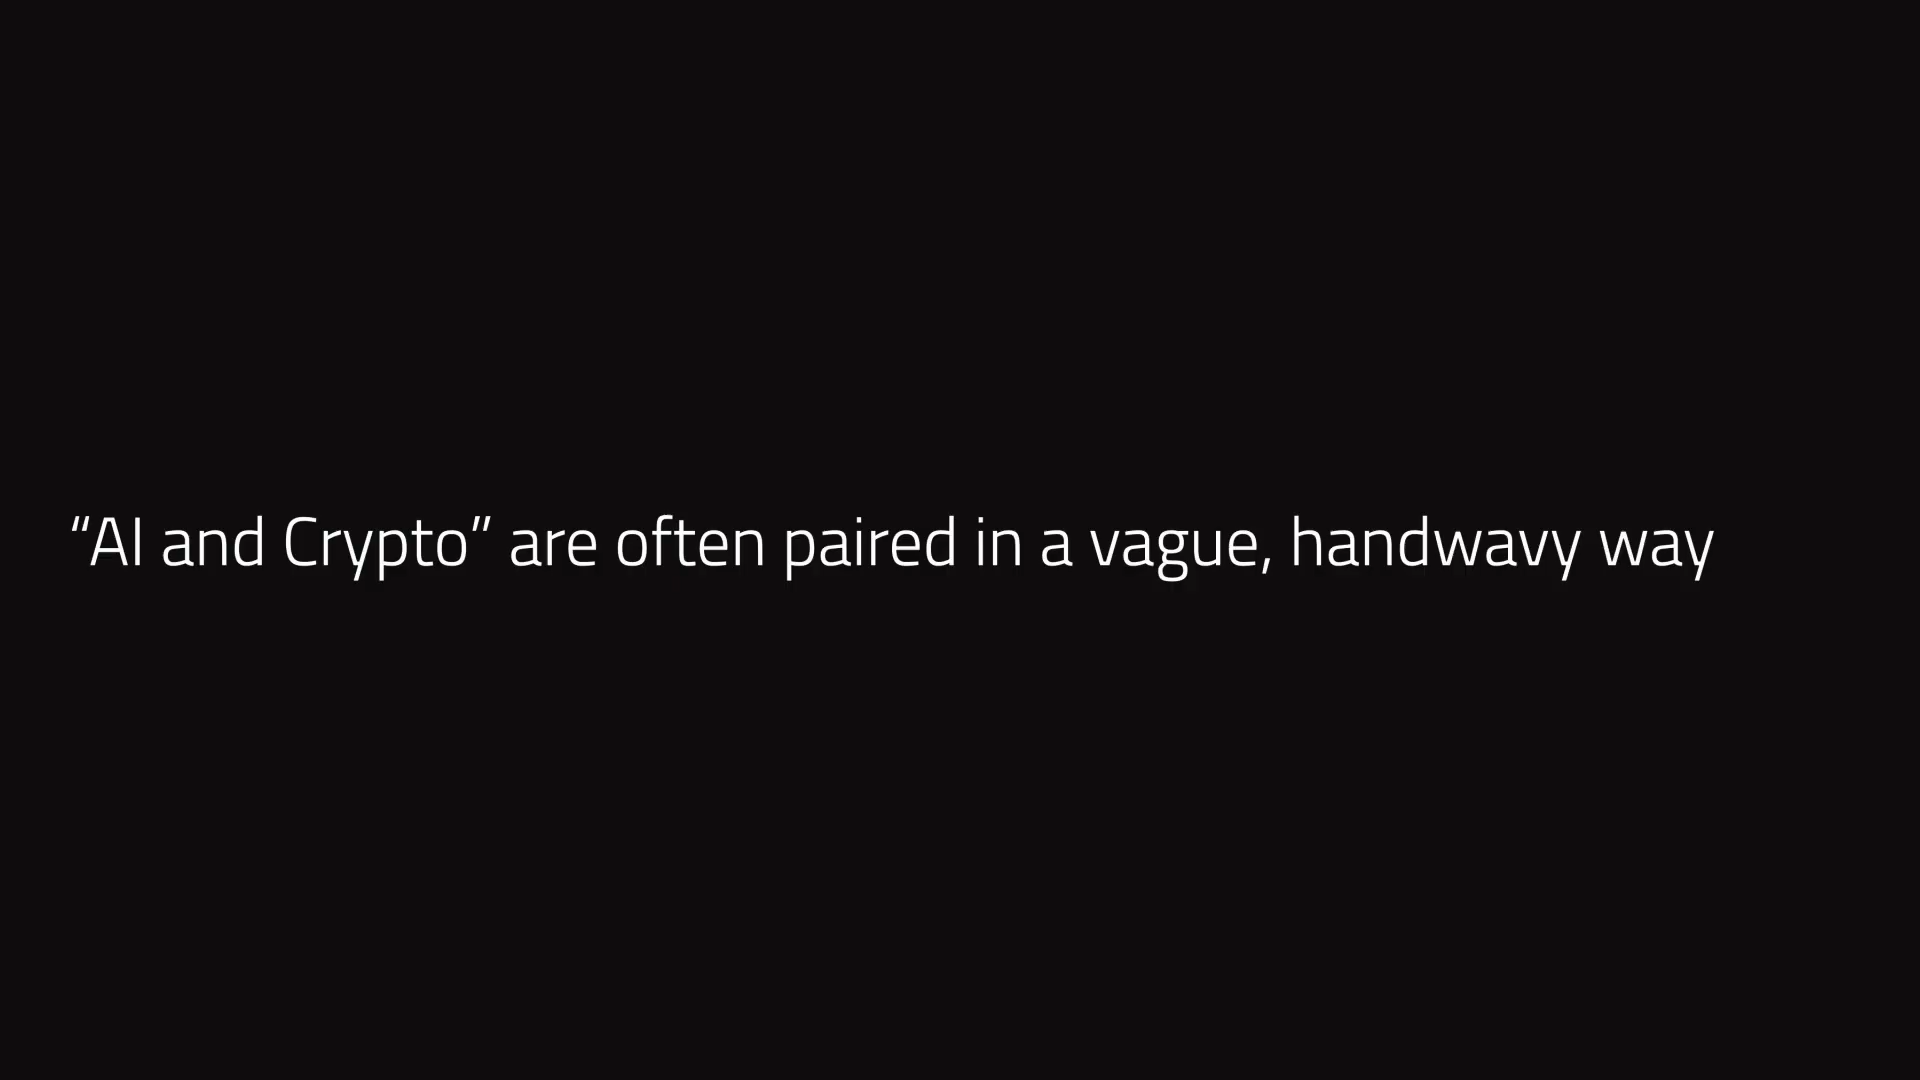 “AI and Crypto” are often paired in a vague, handwavy way